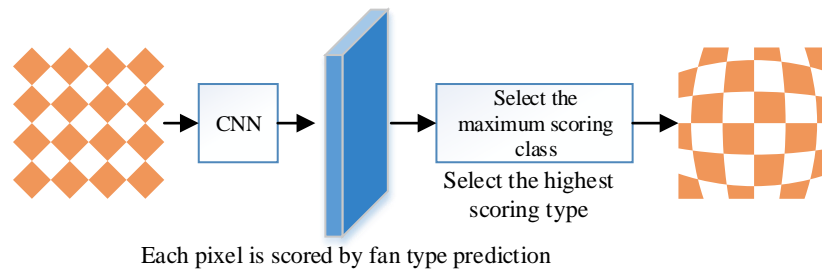 CNN
Select the
maximum scoring
class
Select the highest
scoring type
Each pixel is scored by fan type prediction